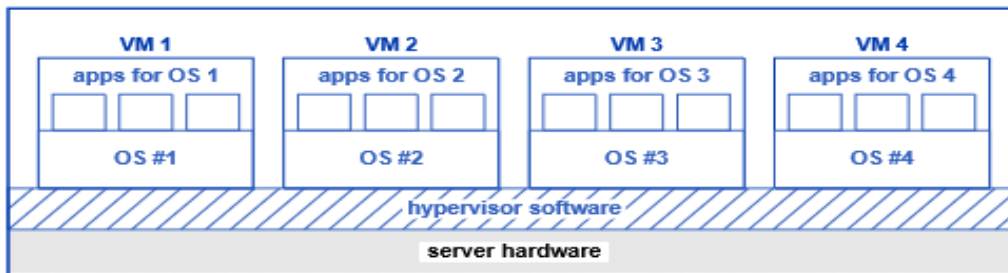 VM 1 VM 2 VM 3 VM 4
apps for OS 1 apps for OS 2 apps for OS 3 apps for OS 4
OS #1 OS #2 OS #3 OS #4
hypervisor software
server hardware